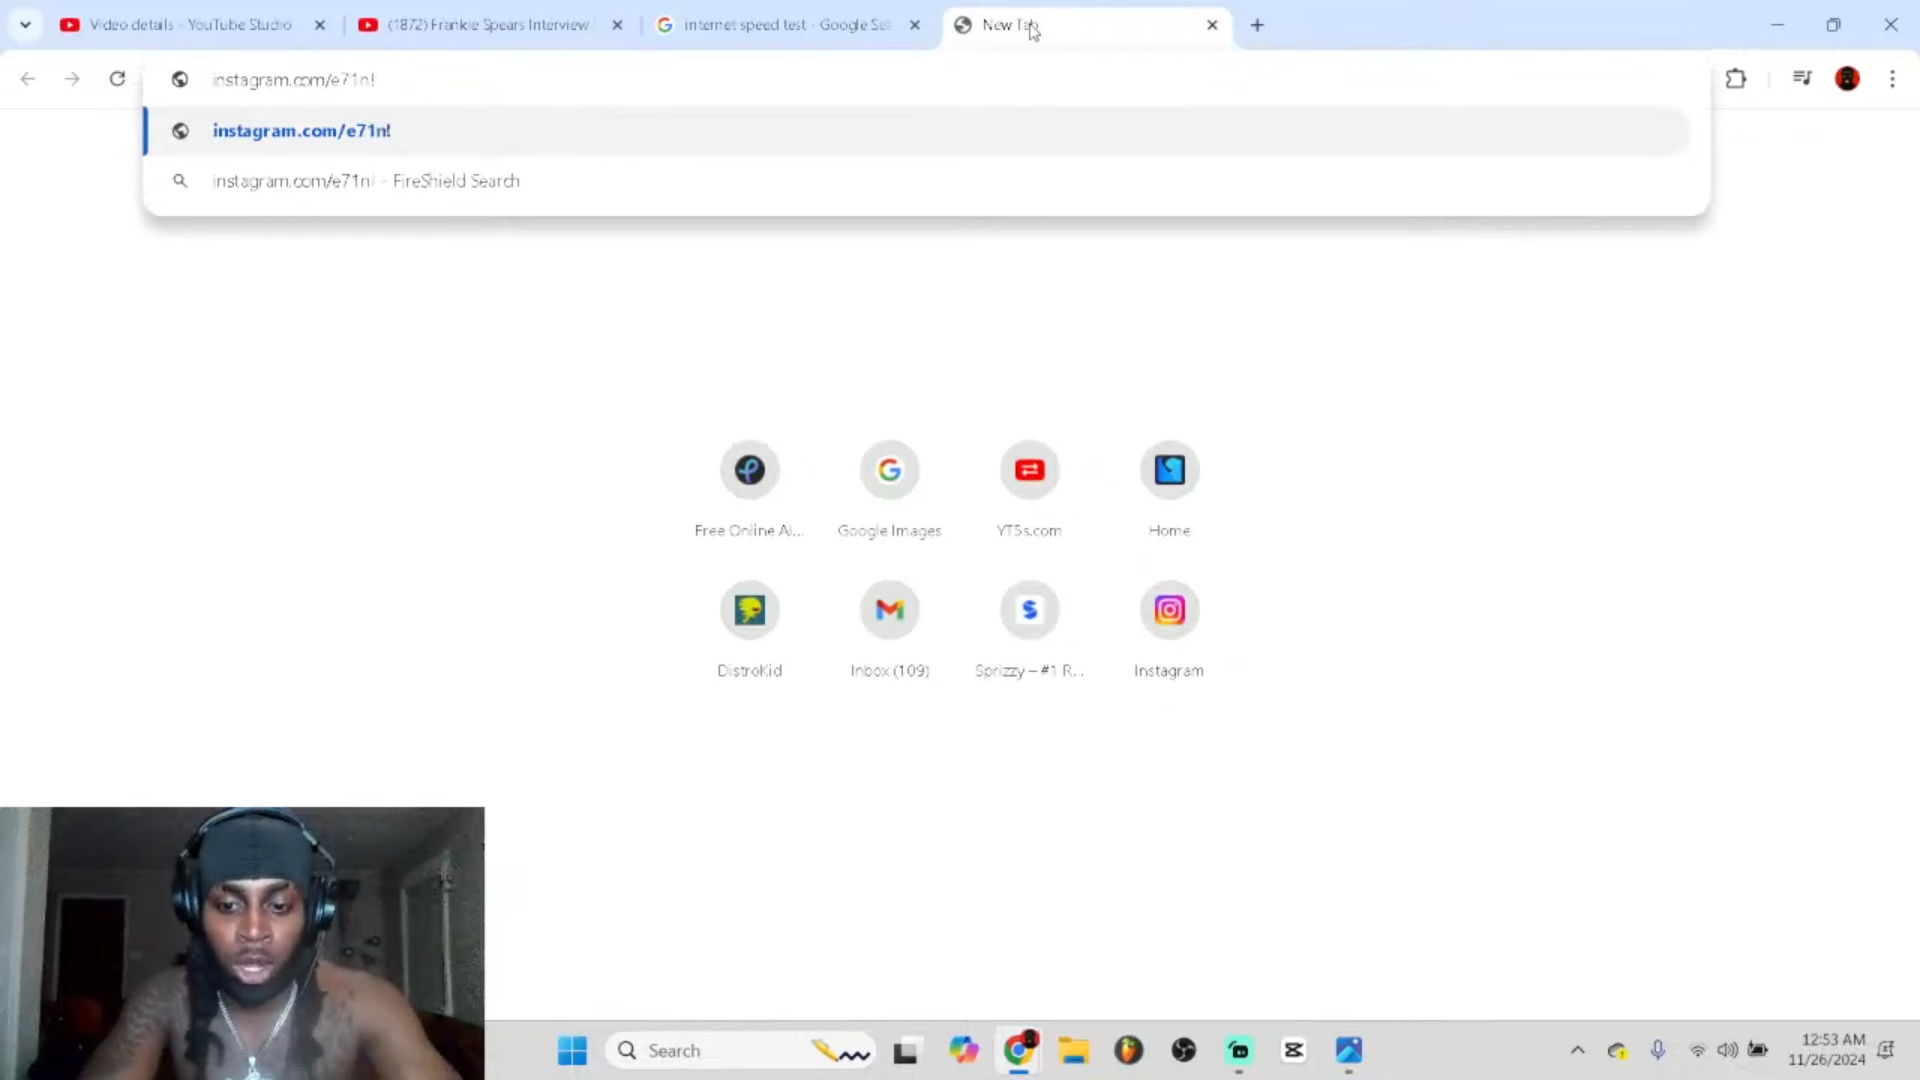 Video details - YouTube Studio
(1872) Frankie Spears Interview
internet speed test - Google Se
New Tab
instagram.com/e71n!
instagram.com/e71n!
instagram.com/e71n! - FireShield Search
Free Online Al...
Google Images
YT5s.com
Home
DistroKid
Inbox (109)
Sprizzy – #1 R...
Instagram
Search
12:53 AM
11/26/2024